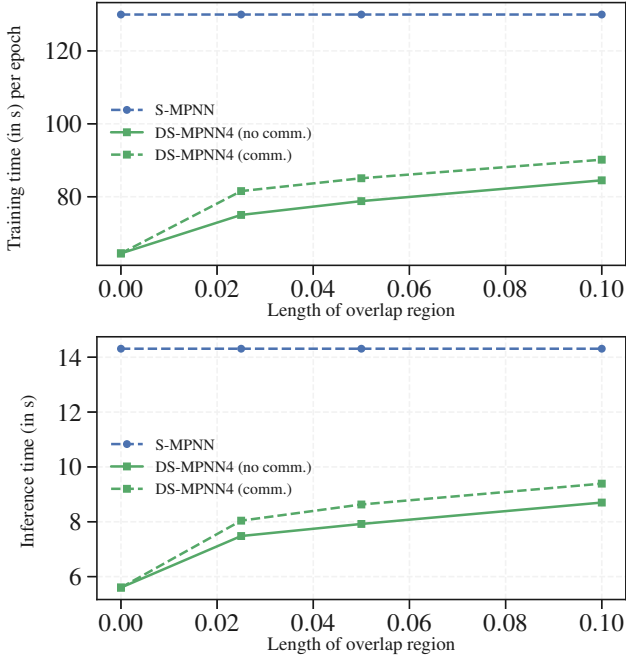 Training time (in s) per epoch
120
100
80
S-MPNN
DS-MPNN4 (no comm.)
DS-MPNN4 (comm.)
0.00 0.02 0.04 0.06 0.08 0.10
Length of overlap region
Inference time (in s)
14
12
10
8
6
S-MPNN
DS-MPNN4 (no comm.)
DS-MPNN4 (comm.)
0.00 0.02 0.04 0.06 0.08 0.10
Length of overlap region